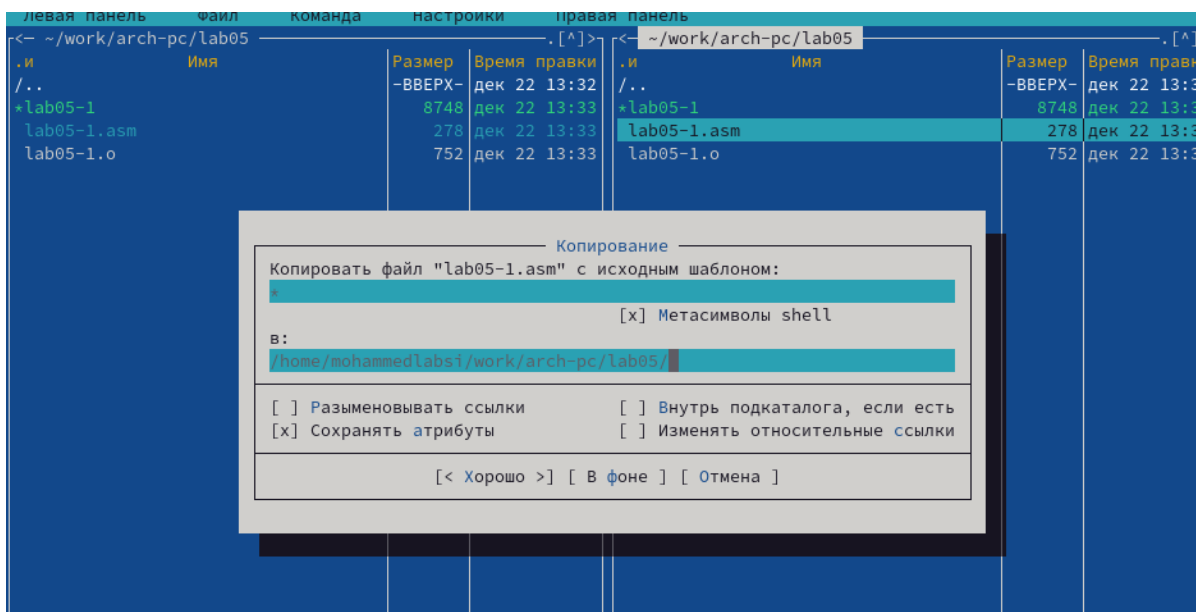 Левая панель Файл Команда Настройки Правая панель
<— ~/work/arch-pc/lab05 .[^]> <— ~/work/arch-pc/lab05 .[^]
.и Имя Размер Время правки .и Имя Размер Время правк
/.. -ВВЕРХ- дек 22 13:32 /.. -ВВЕРХ- дек 22 13:3
*lab05-1 8748 дек 22 13:33 *lab05-1 8748 дек 22 13:3
lab05-1.asm 278 дек 22 13:33 lab05-1.asm 278 дек 22 13:3
lab05-1.o 752 дек 22 13:33 lab05-1.o 752 дек 22 13:3
Копирование
Копировать файл "lab05-1.asm" с исходным шаблоном:
*
[x] Метасимволы shell
в:
/home/mohammedlabsi/work/arch-pc/lab05/
[ ] Разыменовывать ссылки [ ] Внутрь подкаталога, если есть
[x] Сохранять атрибуты [ ] Изменять относительные ссылки
[< Хорошо >] [ В фоне ] [ Отмена ]